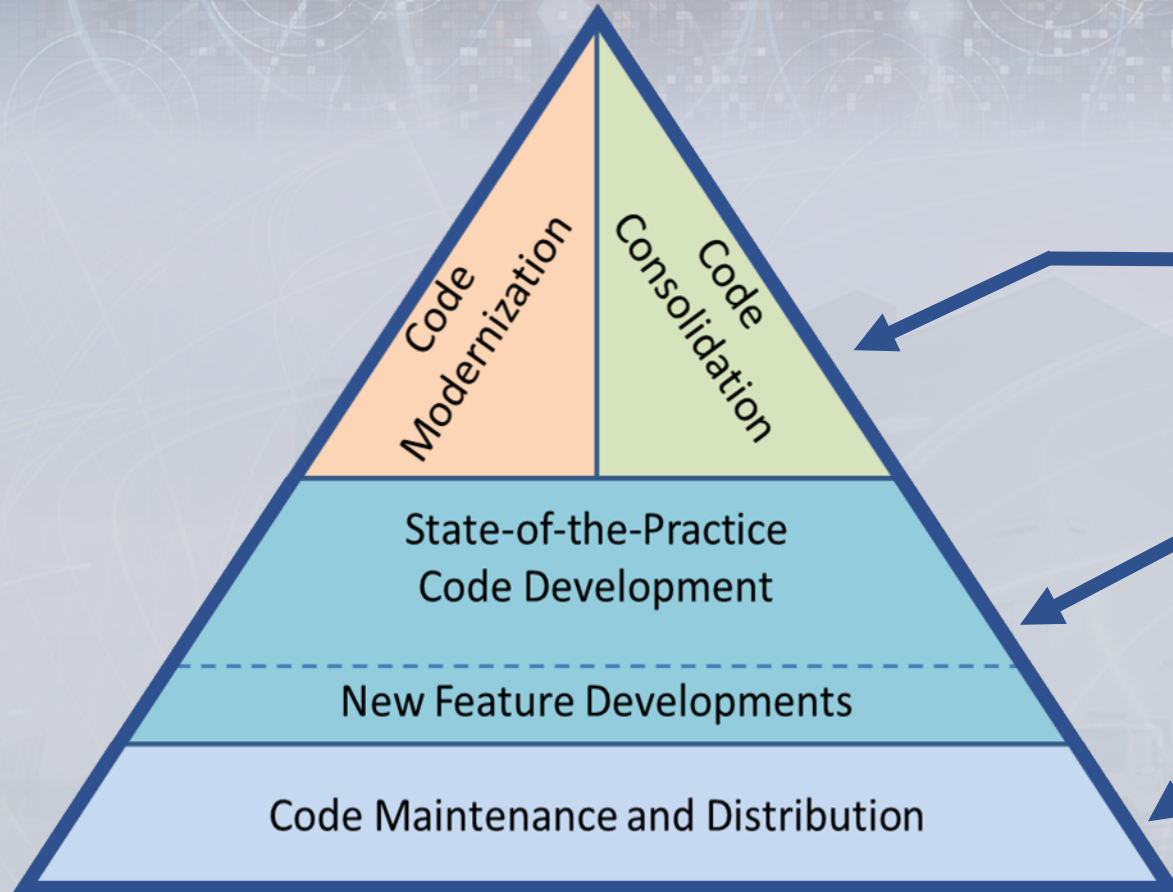 Code
Modernization
Code
Consolidation
State-of-the-Practice
Code Development
New Feature Developments
Code Maintenance and Distribution